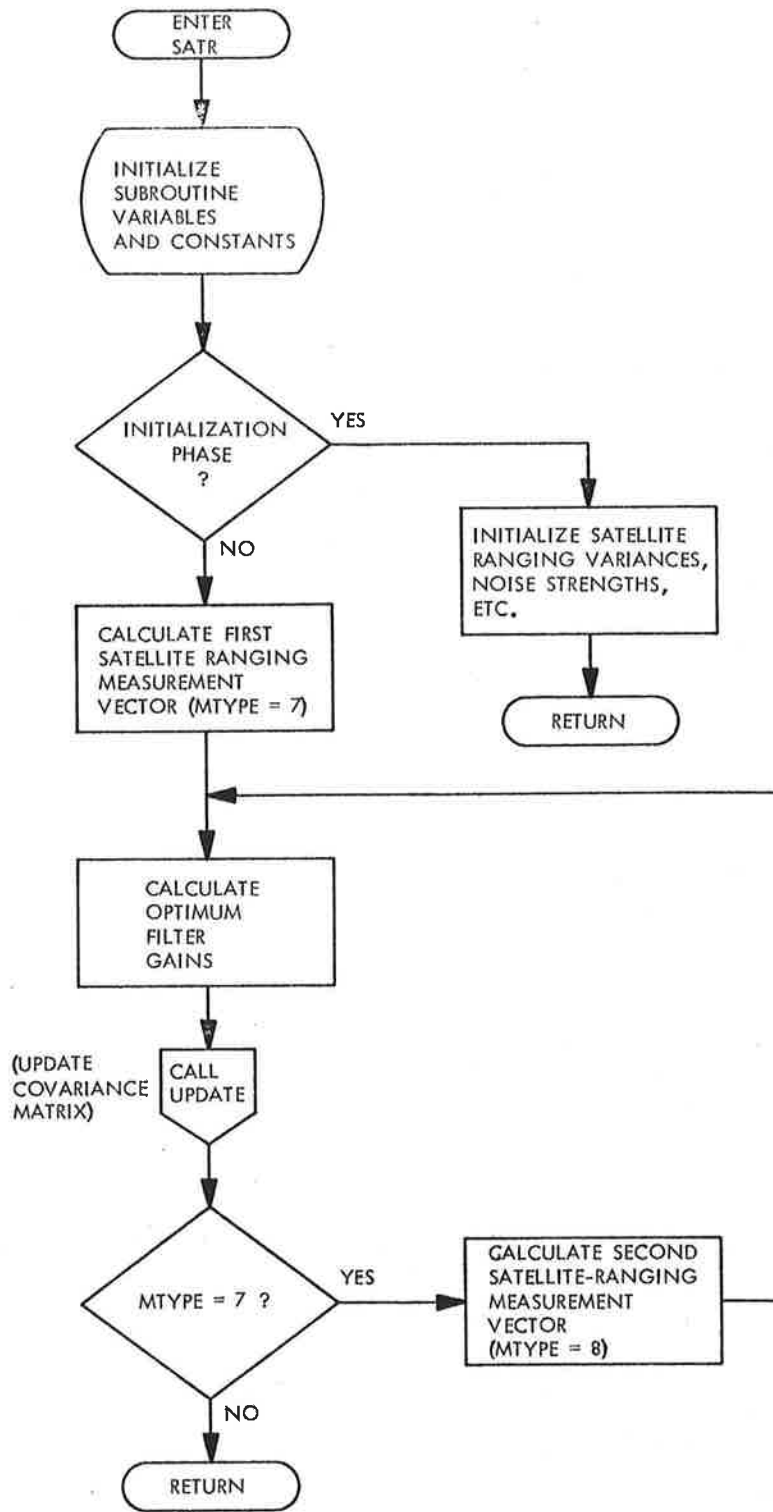 ENTER
SATR
INITIALIZE
SUBROUTINE
VARIABLES
AND CONSTANTS
INITIALIZATION
PHASE
?
YES
NO
INITIALIZE SATELLITE
RANGING VARIANCES,
NOISE STRENGTHS,
ETC.
RETURN
CALCULATE FIRST
SATELLITE RANGING
MEASUREMENT
VECTOR (MTYPE = 7)
CALCULATE
OPTIMUM
FILTER
GAINS
(UPDATE
COVARIANCE
MATRIX)
CALL
UPDATE
MTYPE = 7 ?
YES
NO
CALCULATE SECOND
SATELLITE-RANGING
MEASUREMENT
VECTOR
(MTYPE = 8)
RETURN